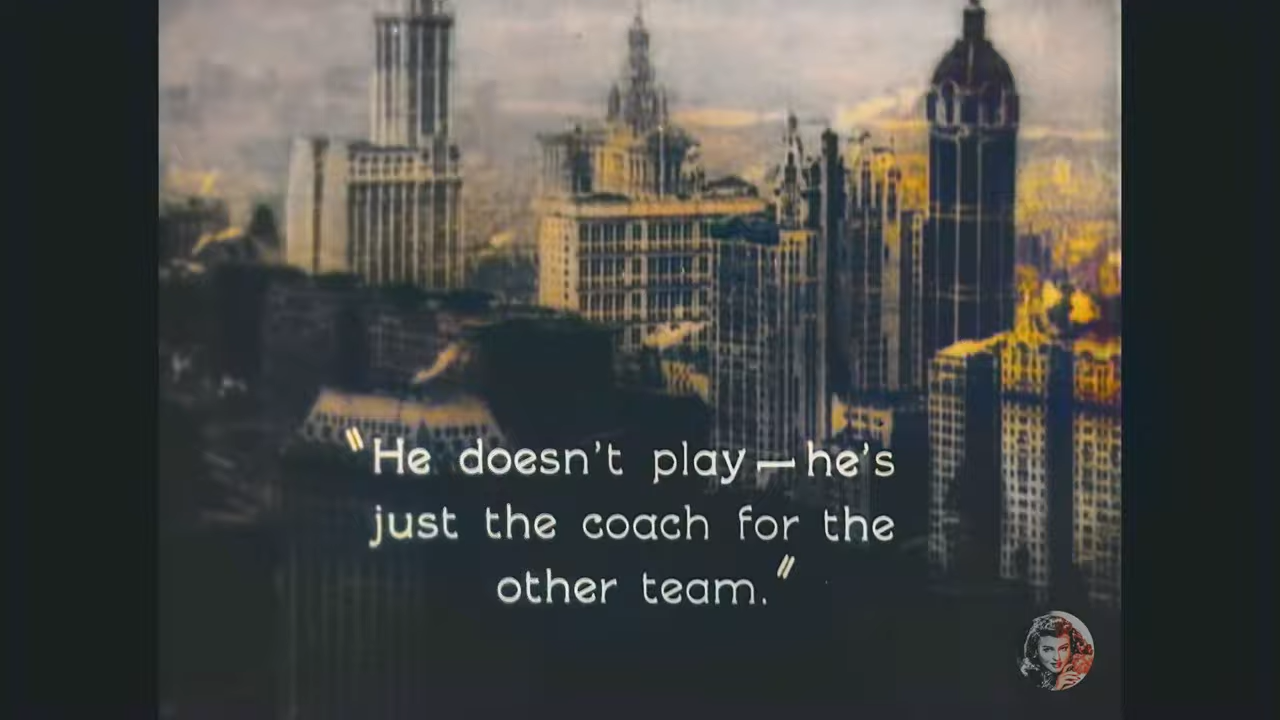 "He doesn't play—he's
just the coach for the
other team."